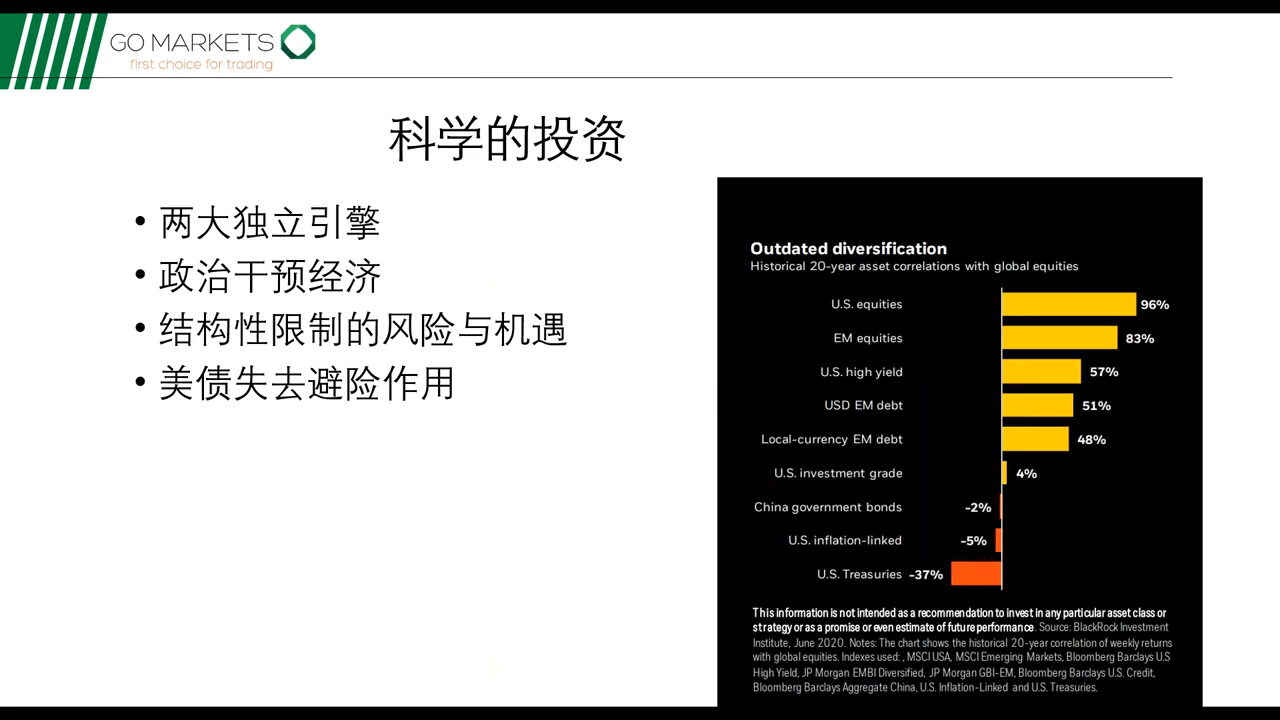 GO MARKETS
first choice for trading
科学的投资
• 两大独立引擎
• 政治干预经济
• 结构性限制的风险与机遇
• 美债失去避险作用
Outdated diversification
Historical 20-year asset correlations with global equities
U.S. equities 96%
EM equities 83%
U.S. high yield 57%
USD EM debt 51%
Local-currency EM debt 48%
U.S. investment grade 4%
China government bonds -2%
U.S. inflation-linked -5%
U.S. Treasuries -37%
This information is not intended as a recommendation to invest in any particular asset class or
strategy or as a promise or even estimate of future performance. Source: BlackRock Investment
Institute, June 2020. Notes: The chart shows the historical 20-year correlation of weekly returns
with global equities. Indexes used: , MSCI USA, MSCI Emerging Markets, Bloomberg Barclays U.S
High Yield, JP Morgan EMBI Diversified, JP Morgan GBI-EM, Bloomberg Barclays U.S. Credit,
Bloomberg Barclays Aggregate China, U.S. Inflation-Linked and U.S. Treasuries.